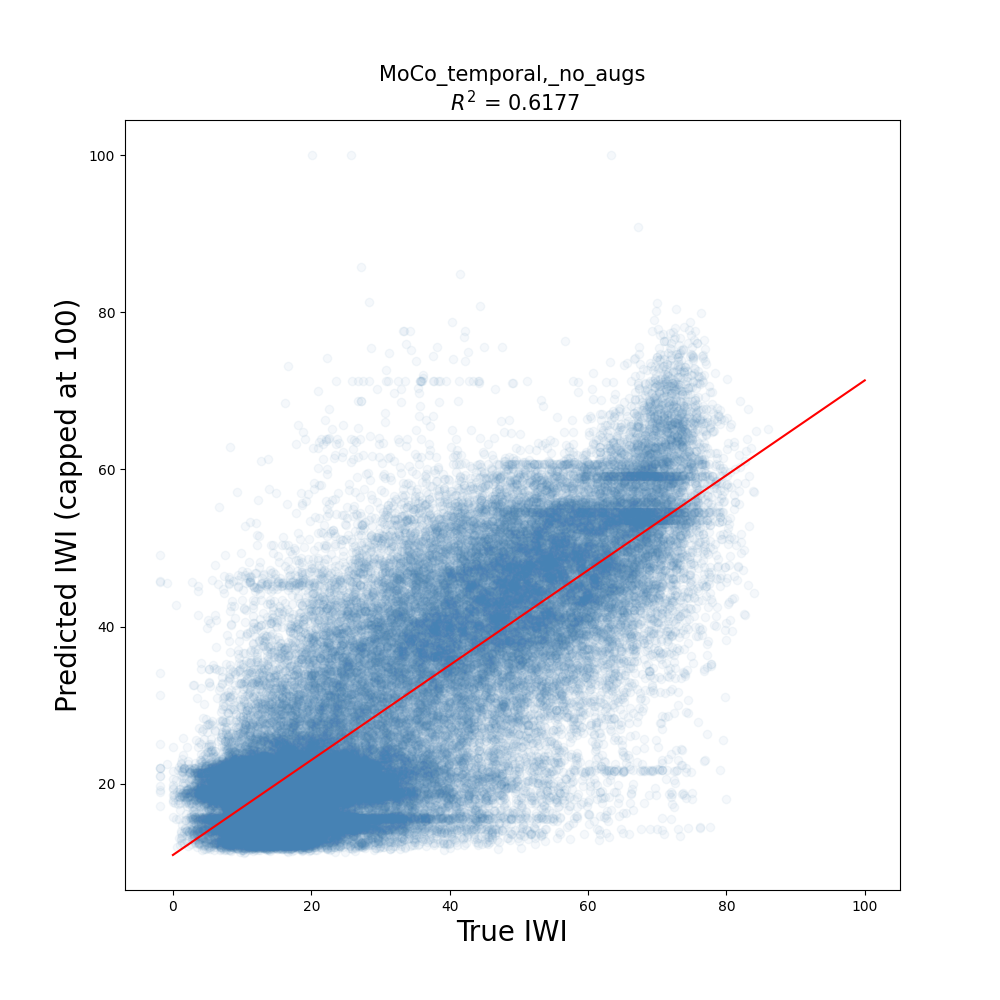 MoCo_temporal,_no_augs
R² = 0.6177
Predicted IWI (capped at 100)
100
80
60
40
20
0 20 40 60 80 100
True IWI